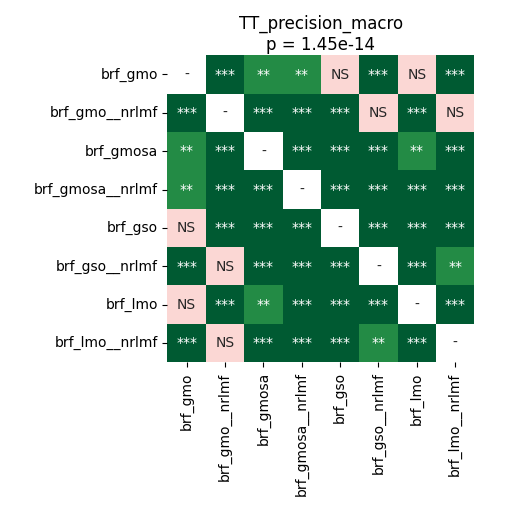 TT_precision_macro
p = 1.45e-14
brf_gmo - *** ** ** NS *** NS ***
brf_gmo__nrlmf *** - *** *** *** NS *** NS
brf_gmosa ** *** - *** *** *** ** ***
brf_gmosa__nrlmf ** *** *** - *** *** *** ***
brf_gso NS *** *** *** - *** *** ***
brf_gso__nrlmf *** NS *** *** *** - *** **
brf_lmo NS *** ** *** *** *** - ***
brf_lmo__nrlmf *** NS *** *** *** ** *** -
brf_gmo
brf_gmo__nrlmf
brf_gmosa
brf_gmosa__nrlmf
brf_gso
brf_gso__nrlmf
brf_lmo
brf_lmo__nrlmf